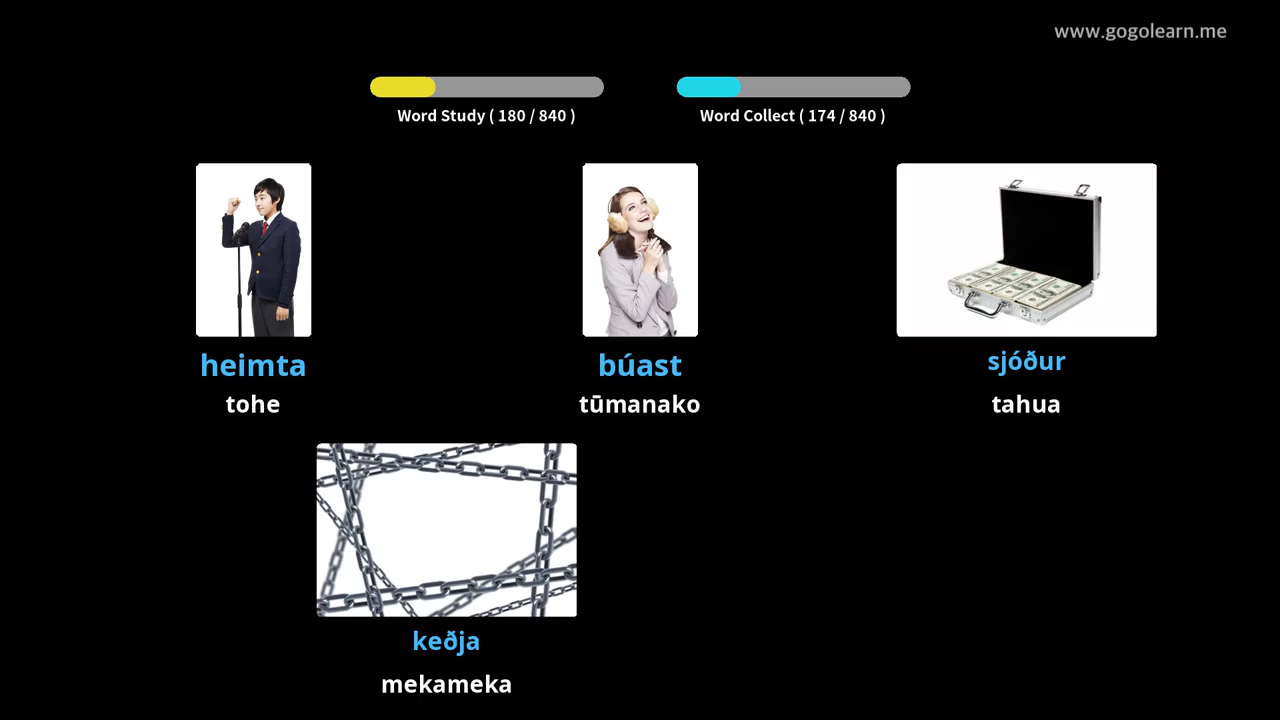 www.gogolearn.me
Word Study ( 180 / 840 )
Word Collect ( 174 / 840 )
heimta
búast
sjóður
tohe
tūmanako
tahua
keðja
mekameka